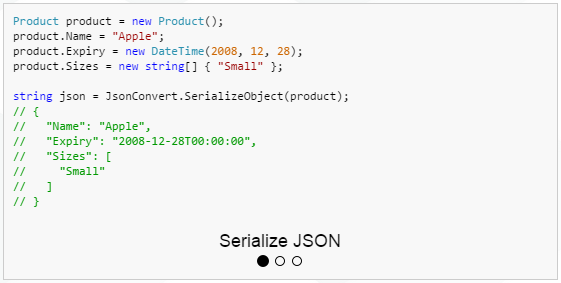 Product product = new Product();
product.Name = "Apple";
product.Expiry = new DateTime(2008, 12, 28);
product.Sizes = new string[] { "Small" };

string json = JsonConvert.SerializeObject(product);
// {
//   "Name": "Apple",
//   "Expiry": "2008-12-28T00:00:00",
//   "Sizes": [
//     "Small"
//   ]
// }
Serialize JSON